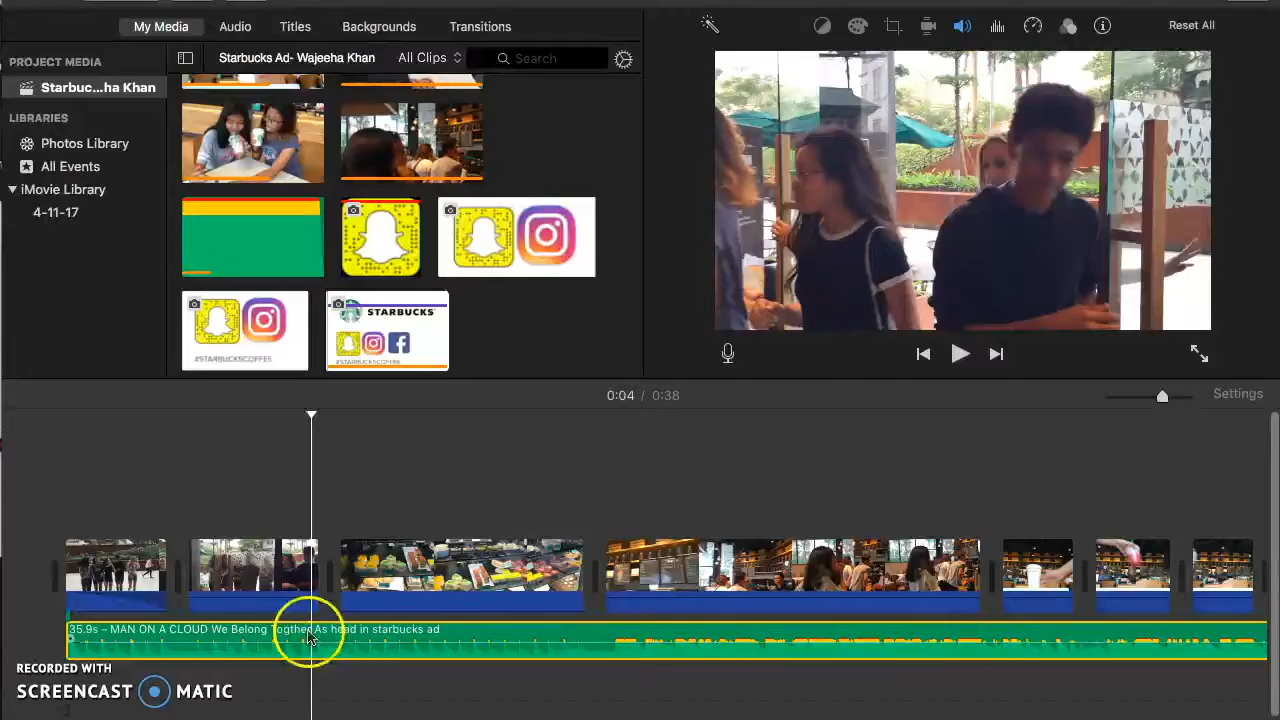 My Media Audio Titles Backgrounds Transitions
Reset All
PROJECT MEDIA
Starbucks Ad- Wajeeha Khan All Clips Search
Starbuc...ha Khan
LIBRARIES
Photos Library
All Events
iMovie Library
4-11-17
#STARBUCKSCOFFEE
STARBUCKS
#STARBUCKSCOFFEE
0:04 / 0:38
Settings
35.9s – MAN ON A CLOUD We Belong Togther As head in starbucks ad
RECORDED WITH
SCREENCAST MATIC